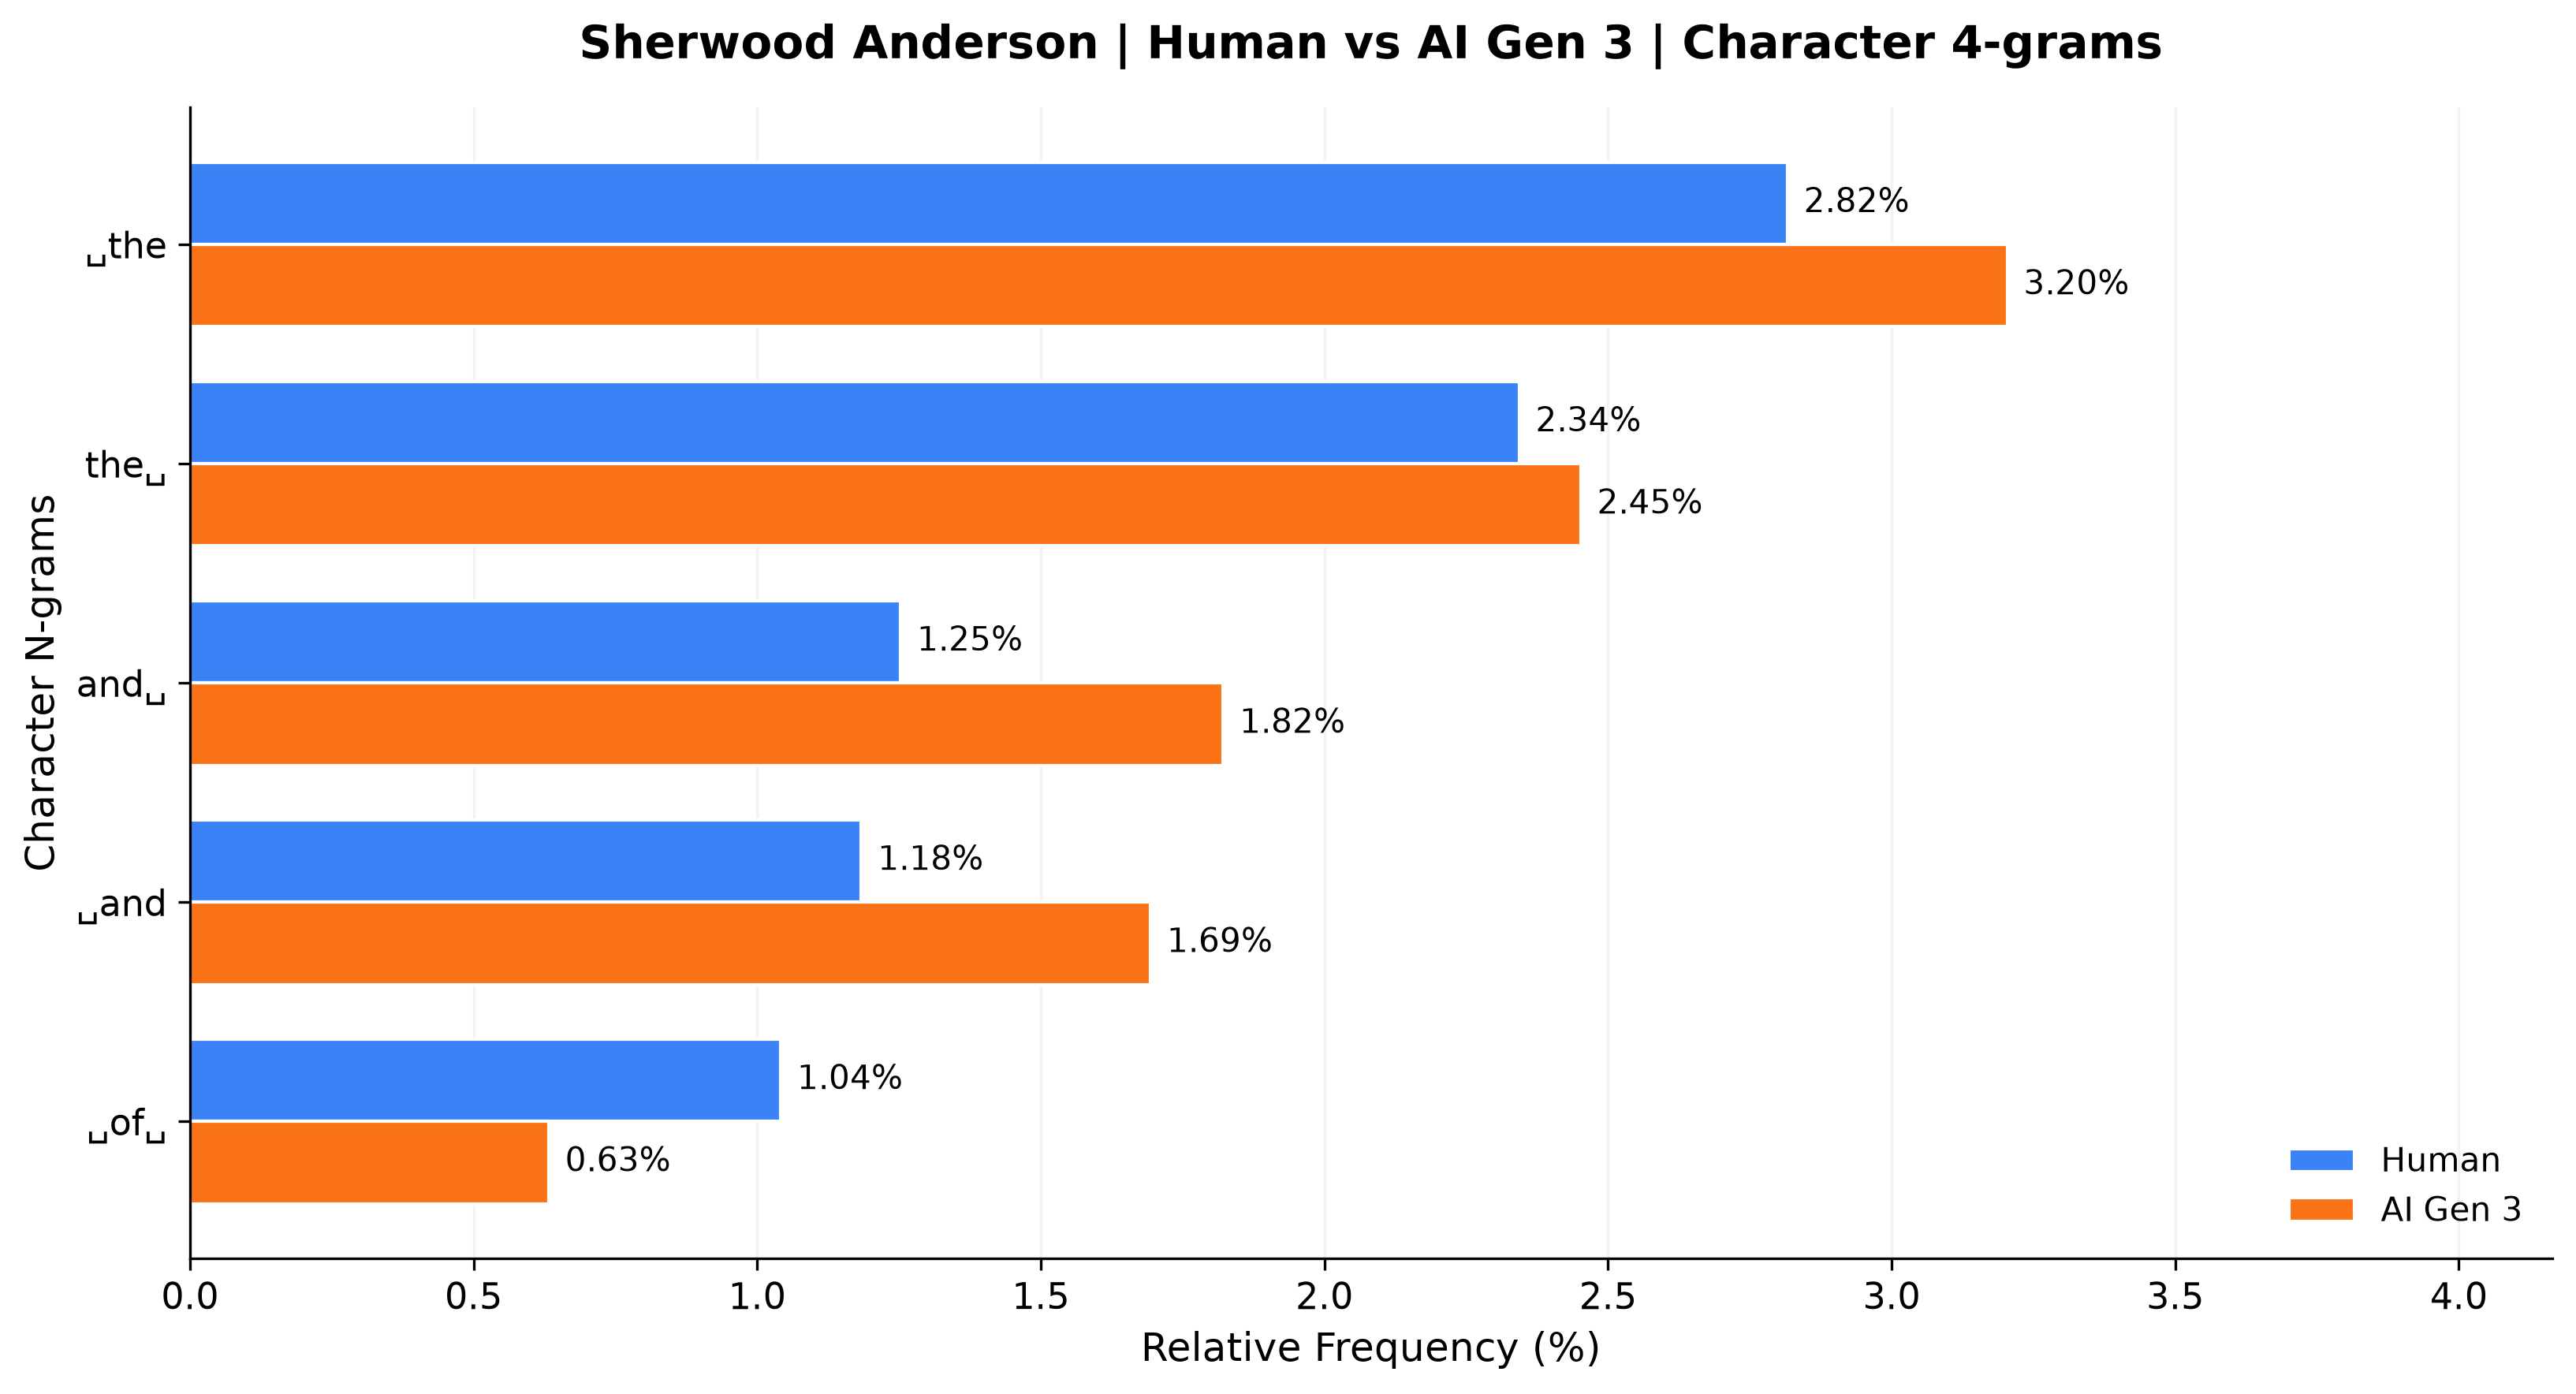 Sherwood Anderson | Human vs AI Gen 3 | Character 4-grams
Character N-grams
␣the
2.82%
3.20%
the␣
2.34%
2.45%
and␣
1.25%
1.82%
␣and
1.18%
1.69%
␣of␣
1.04%
0.63%
Human
AI Gen 3
0.0 0.5 1.0 1.5 2.0 2.5 3.0 3.5 4.0
Relative Frequency (%)